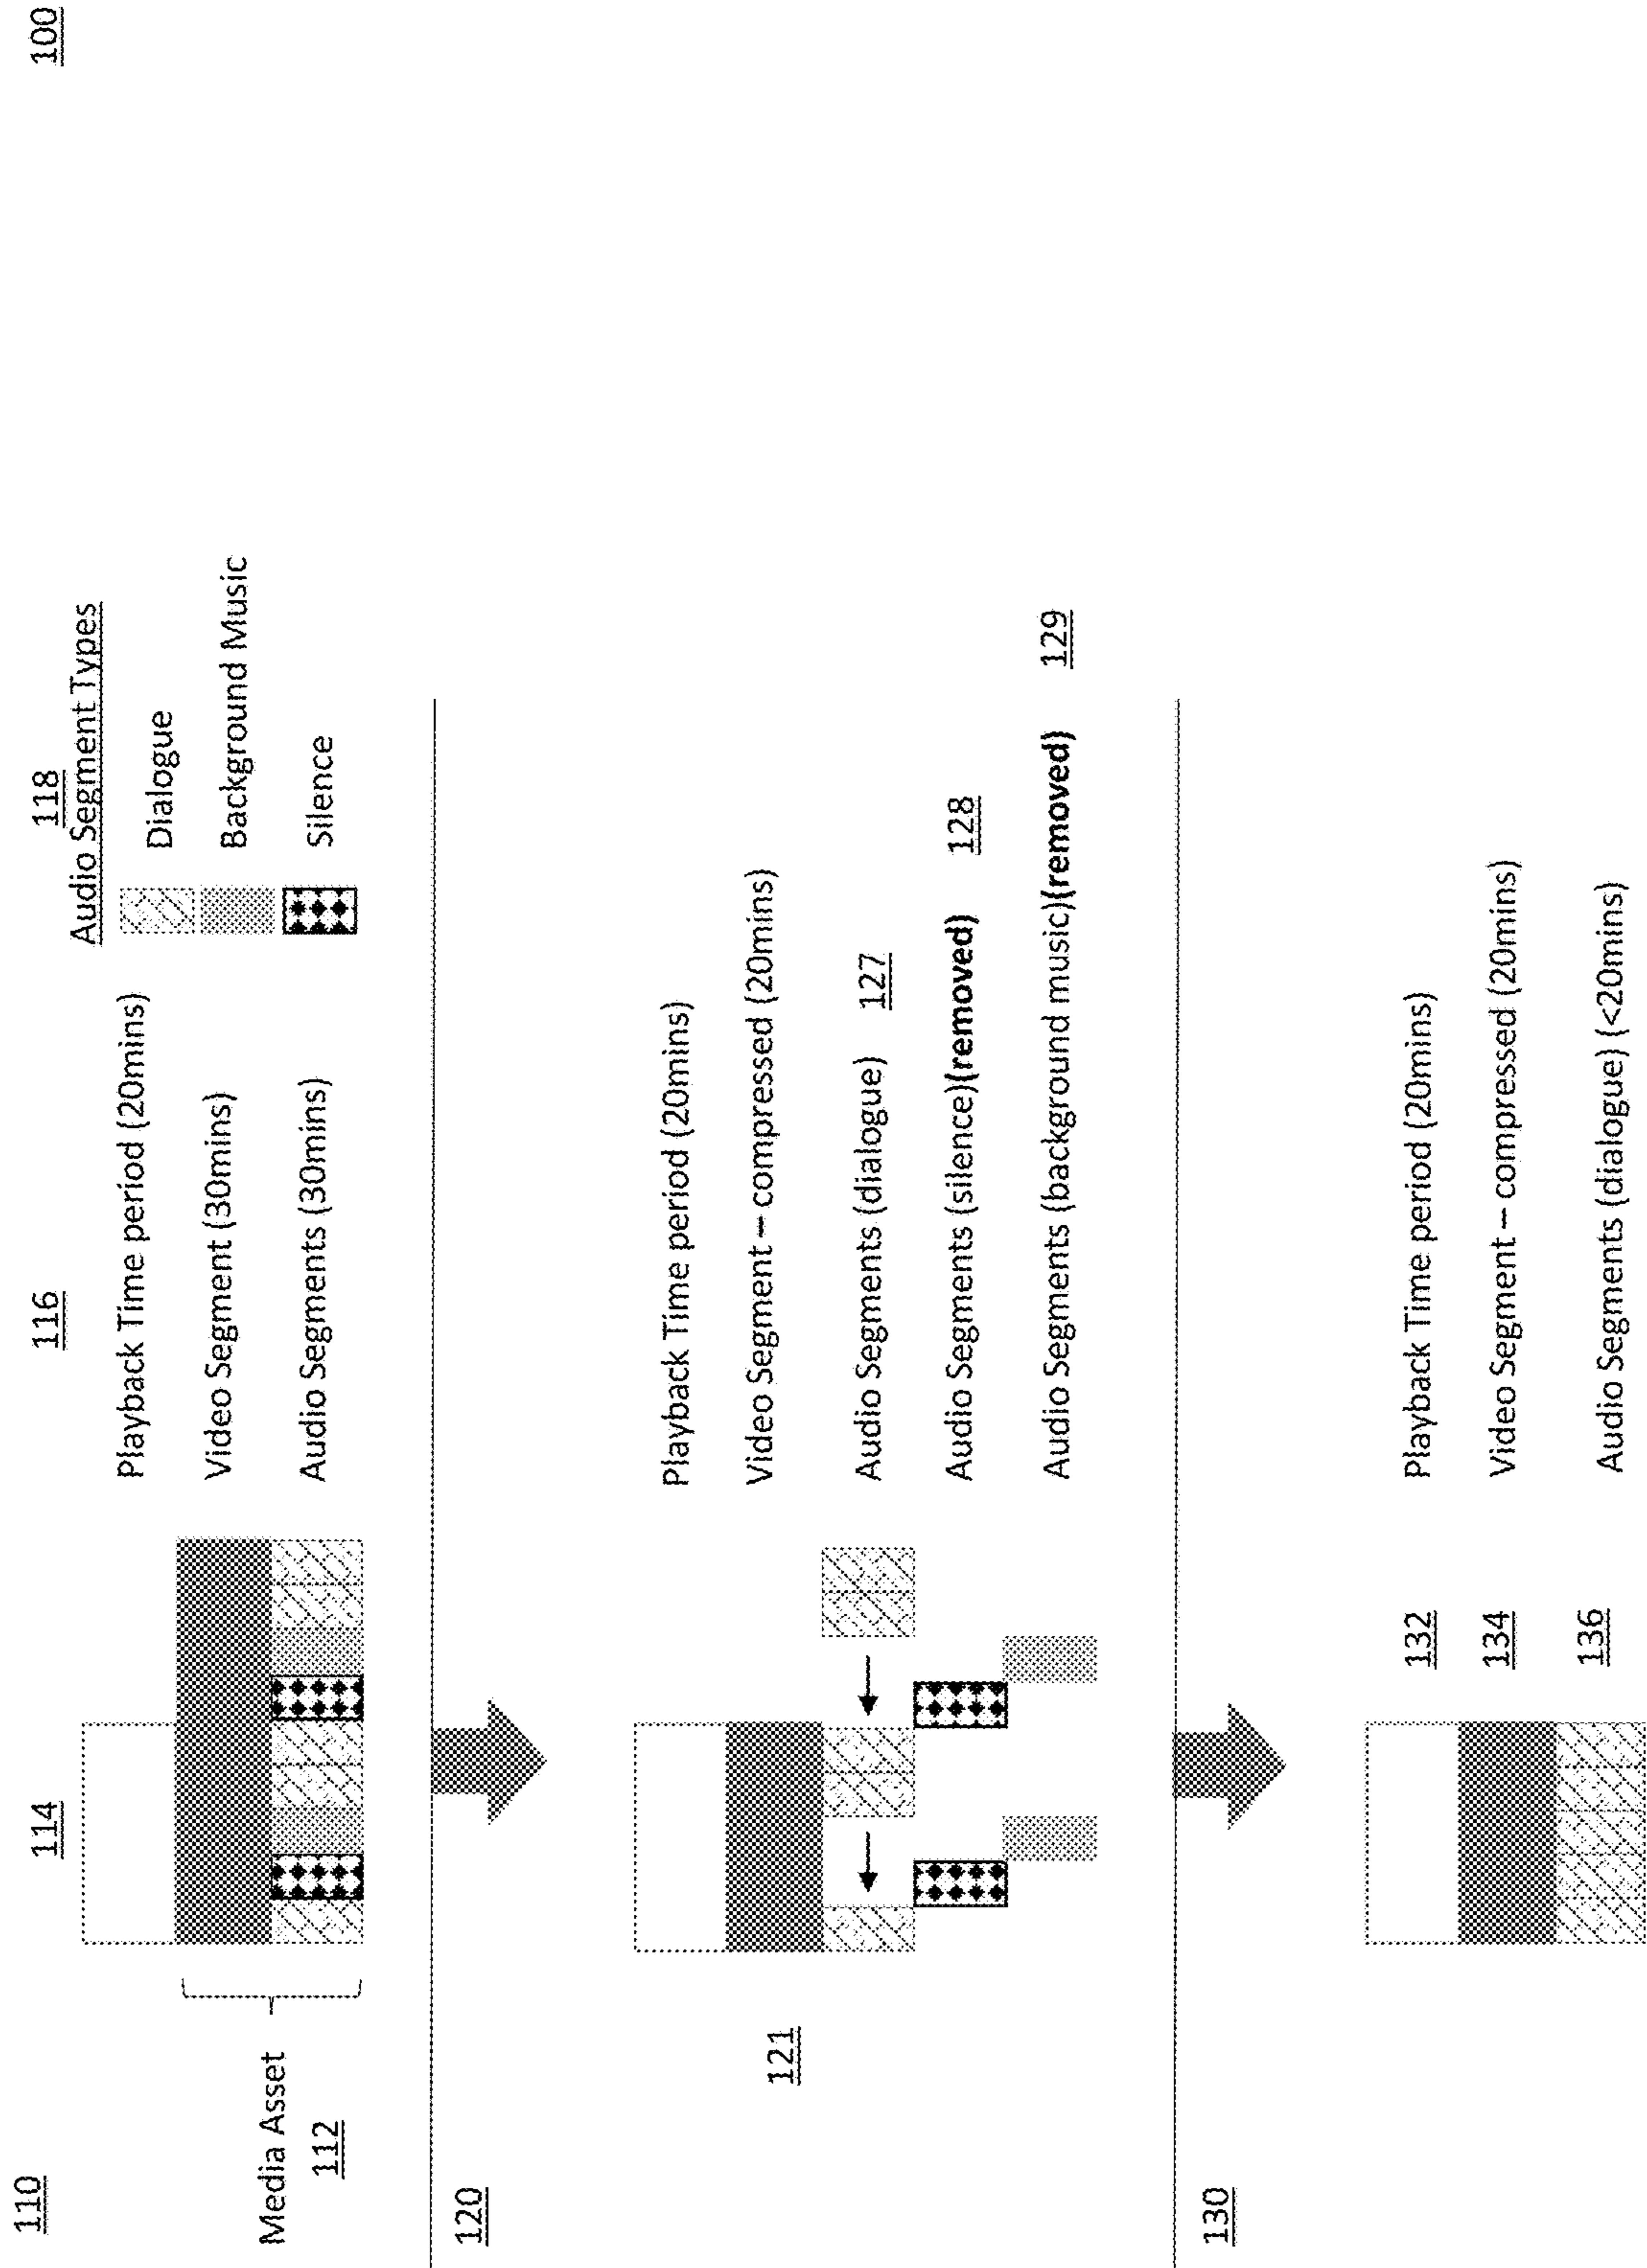 100
110
114
116
118
Audio Segment Types
Playback Time period (20mins)
Dialogue
Video Segment (30mins)
Background Music
Media Asset
112
Audio Segments (30mins)
Silence
120
Playback Time period (20mins)
121
Video Segment – compressed (20mins)
Audio Segments (dialogue) 127
Audio Segments (silence)(removed) 128
Audio Segments (background music)(removed) 129
130
132 Playback Time period (20mins)
134 Video Segment – compressed (20mins)
136 Audio Segments (dialogue) (<20mins)